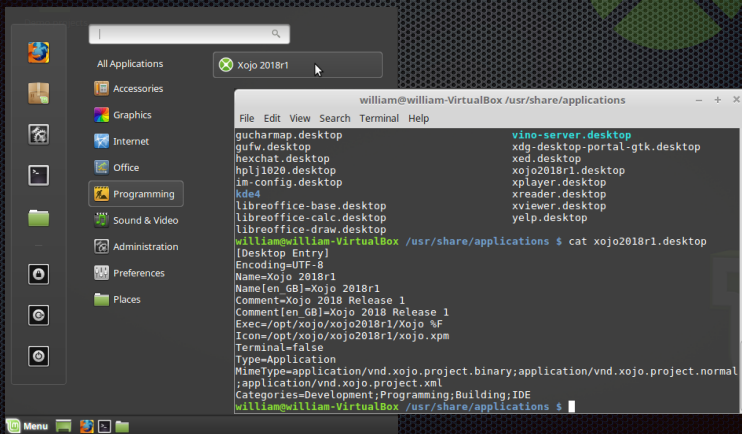 All Applications
Xojo 2018r1
Accessories
Graphics
Internet
Office
Programming
Sound & Video
Administration
Preferences
Places
Menu
william@william-VirtualBox /usr/share/applications
File Edit View Search Terminal Help
gucharmap.desktop vino-server.desktop
gufw.desktop xdg-desktop-portal-gtk.desktop
hexchat.desktop xed.desktop
hplj1020.desktop xojo2018r1.desktop
im-config.desktop xplayer.desktop
kde4 xreader.desktop
libreoffice-base.desktop xviewer.desktop
libreoffice-calc.desktop yelp.desktop
libreoffice-draw.desktop
william@william-VirtualBox /usr/share/applications $ cat xojo2018r1.desktop
[Desktop Entry]
Encoding=UTF-8
Name=Xojo 2018r1
Name[en_GB]=Xojo 2018r1
Comment=Xojo 2018 Release 1
Comment[en_GB]=Xojo 2018 Release 1
Exec=/opt/xojo/xojo2018r1/Xojo %F
Icon=/opt/xojo/xojo2018r1/xojo.xpm
Terminal=false
Type=Application
MimeType=application/vnd.xojo.project.binary;application/vnd.xojo.project.normal
;application/vnd.xojo.project.xml
Categories=Development;Programming;Building;IDE
william@william-VirtualBox /usr/share/applications $